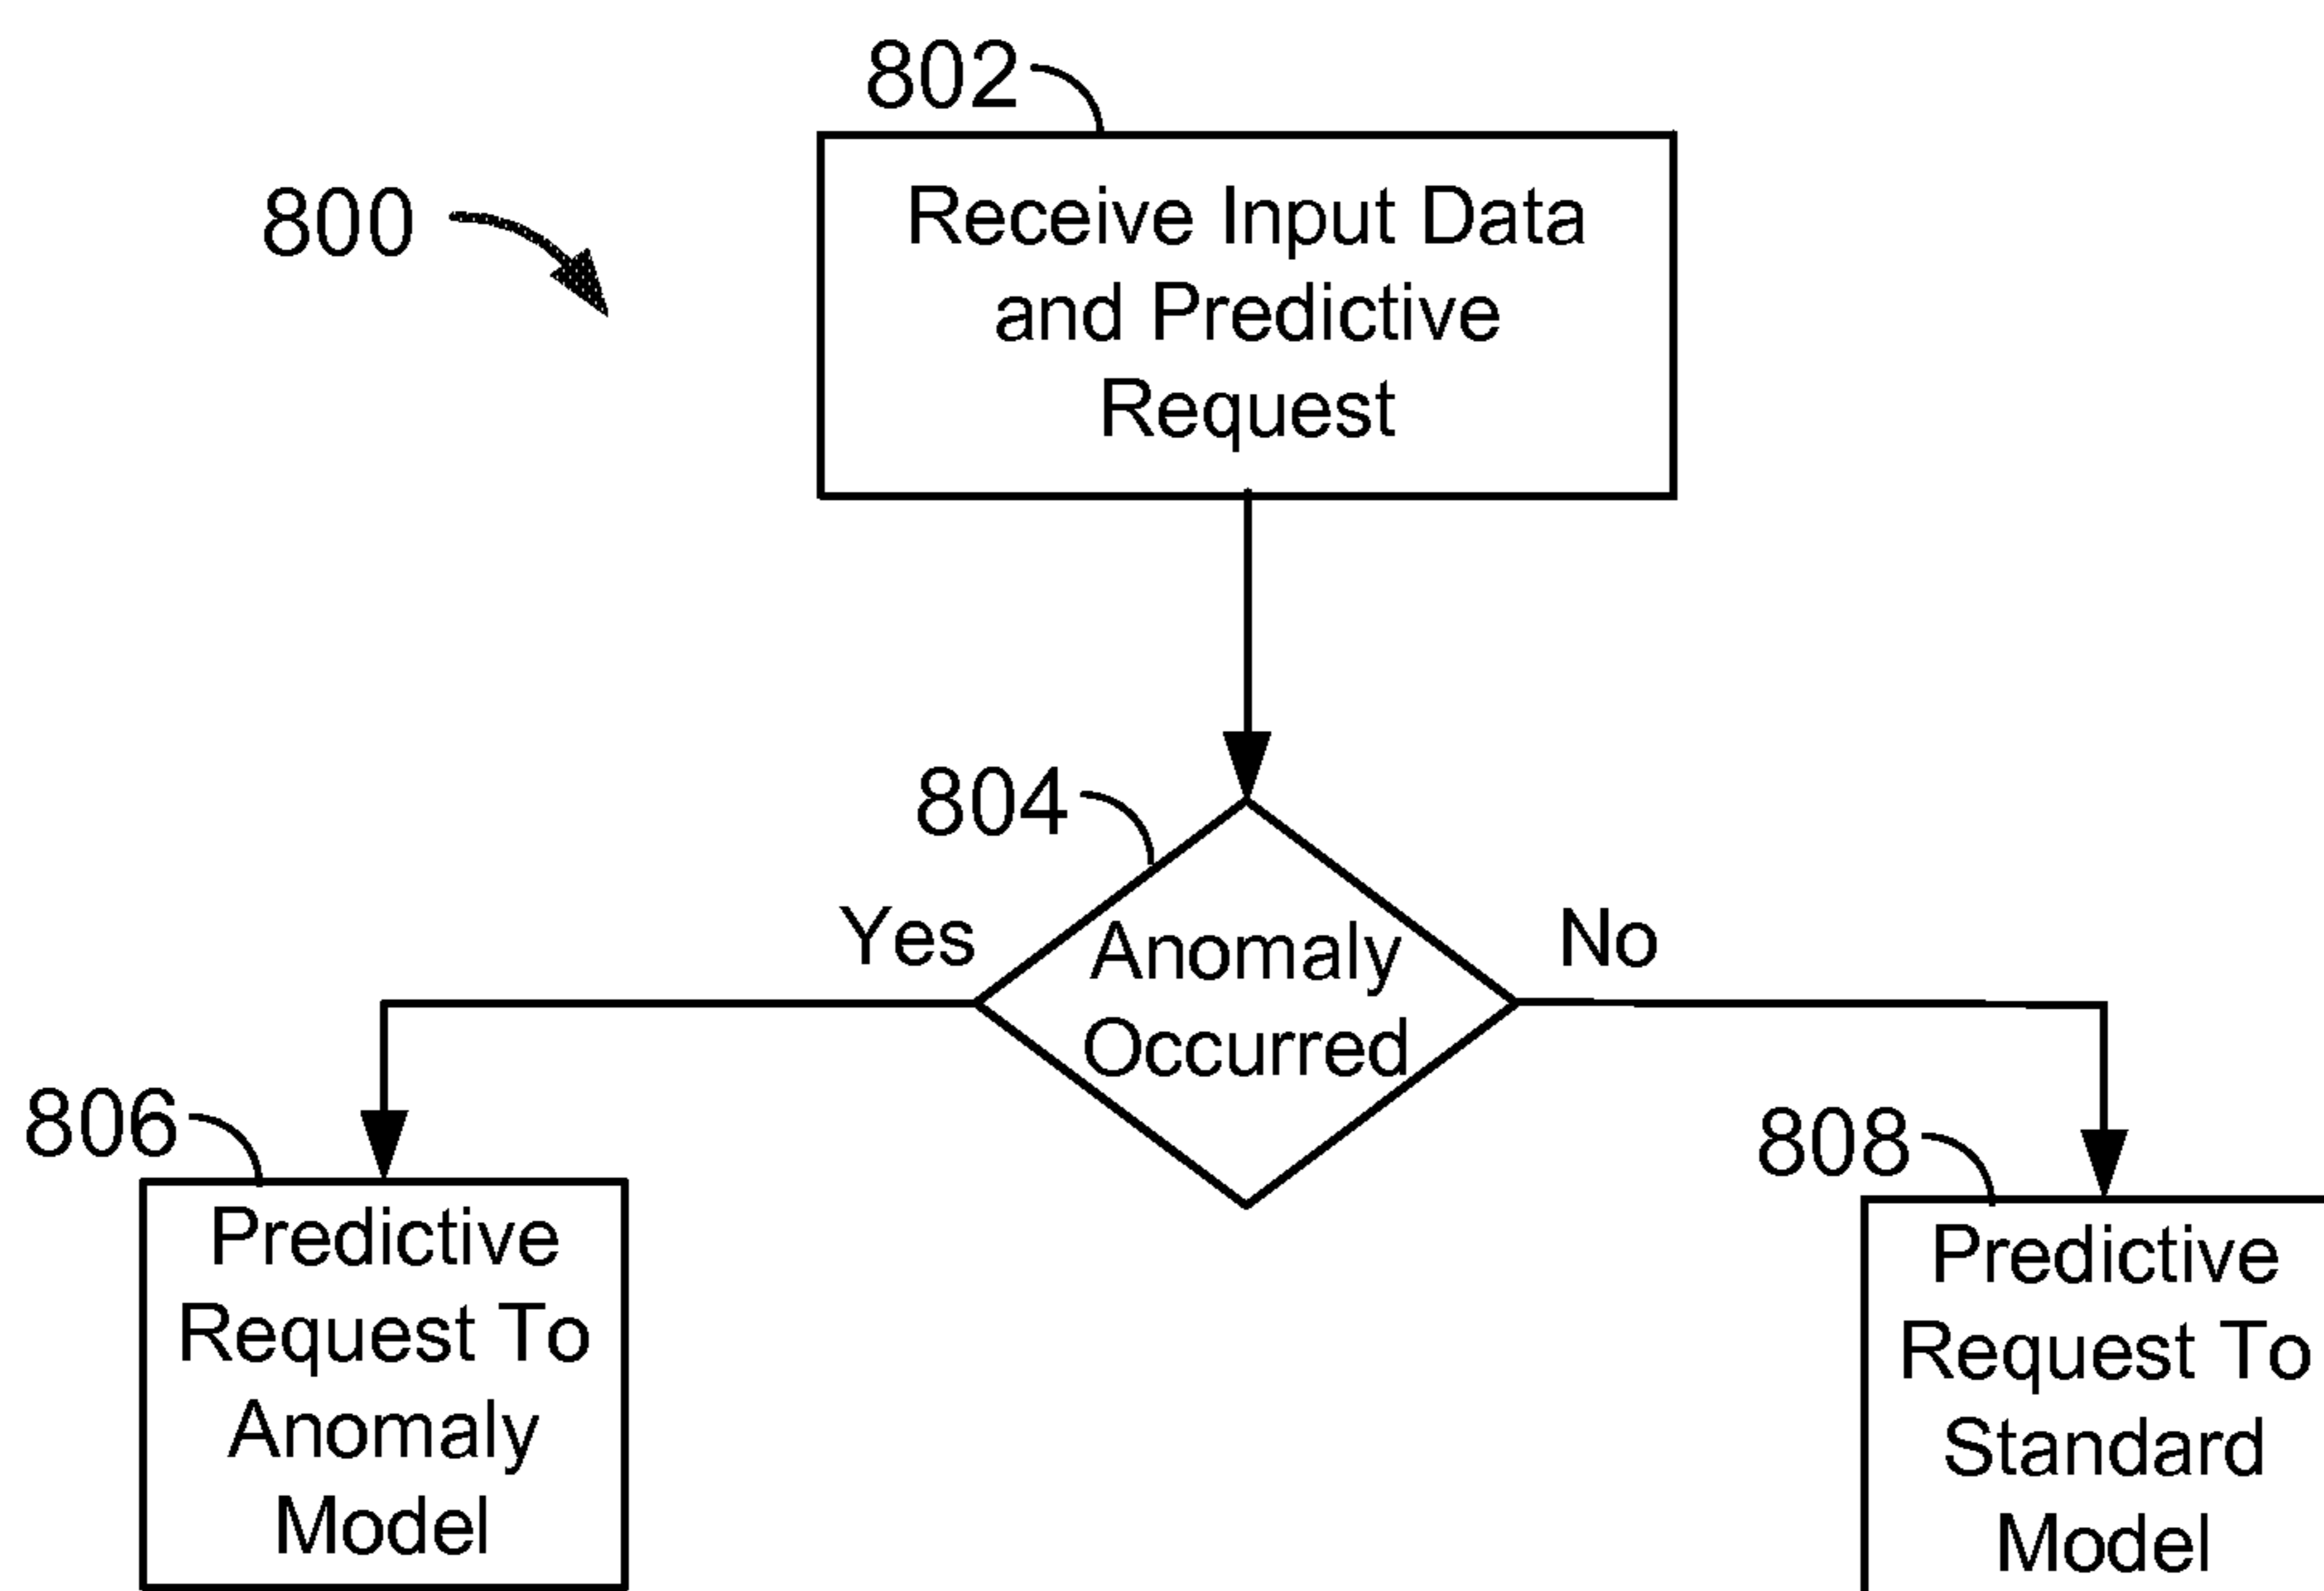 802
800
Receive Input Data
and Predictive
Request
804
Yes
Anomaly
Occurred
No
806
Predictive
Request To
Anomaly
Model
808
Predictive
Request To
Standard
Model